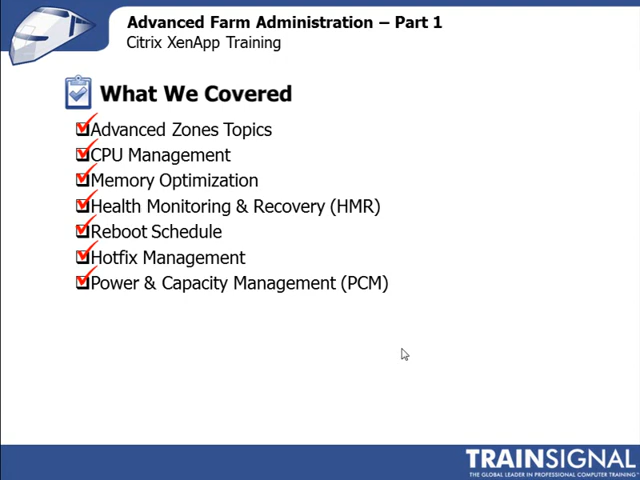 Advanced Farm Administration – Part 1
Citrix XenApp Training
What We Covered
Advanced Zones Topics
CPU Management
Memory Optimization
Health Monitoring & Recovery (HMR)
Reboot Schedule
Hotfix Management
Power & Capacity Management (PCM)
TRAINSIGNAL
THE GLOBAL LEADER IN PROFESSIONAL COMPUTER TRAINING